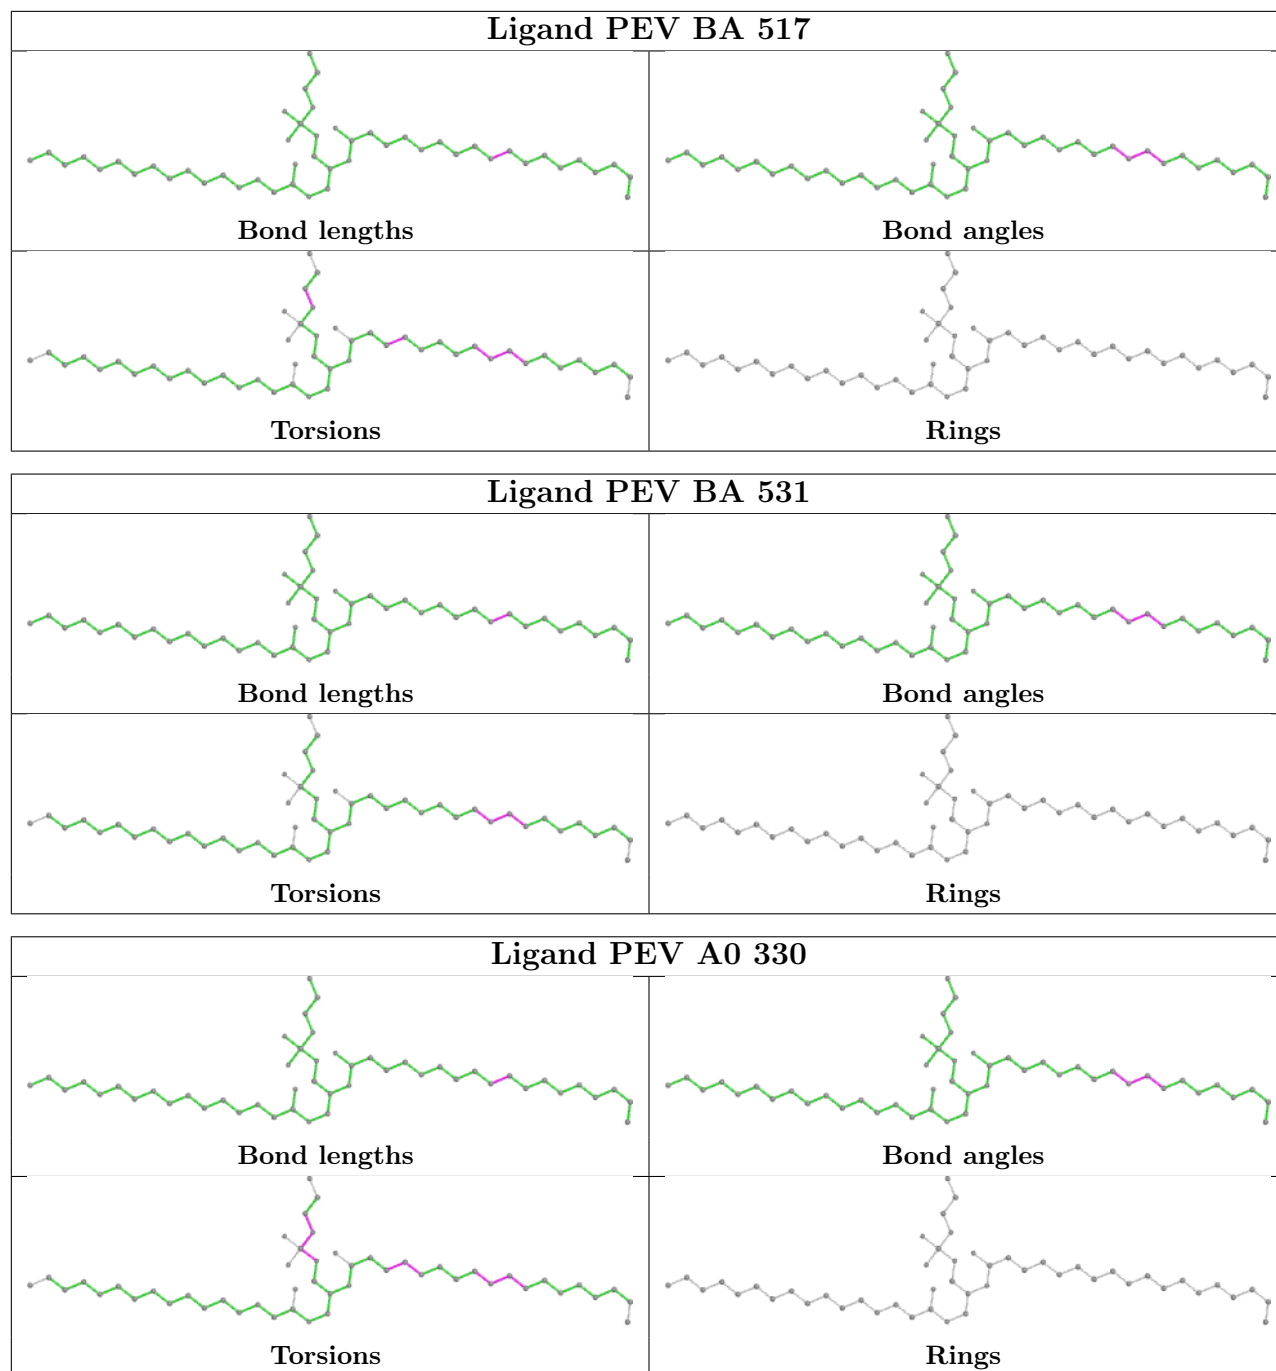 Ligand PEV BA 517
Bond lengths
Bond angles
Torsions
Rings
Ligand PEV BA 531
Bond lengths
Bond angles
Torsions
Rings
Ligand PEV A0 330
Bond lengths
Bond angles
Torsions
Rings